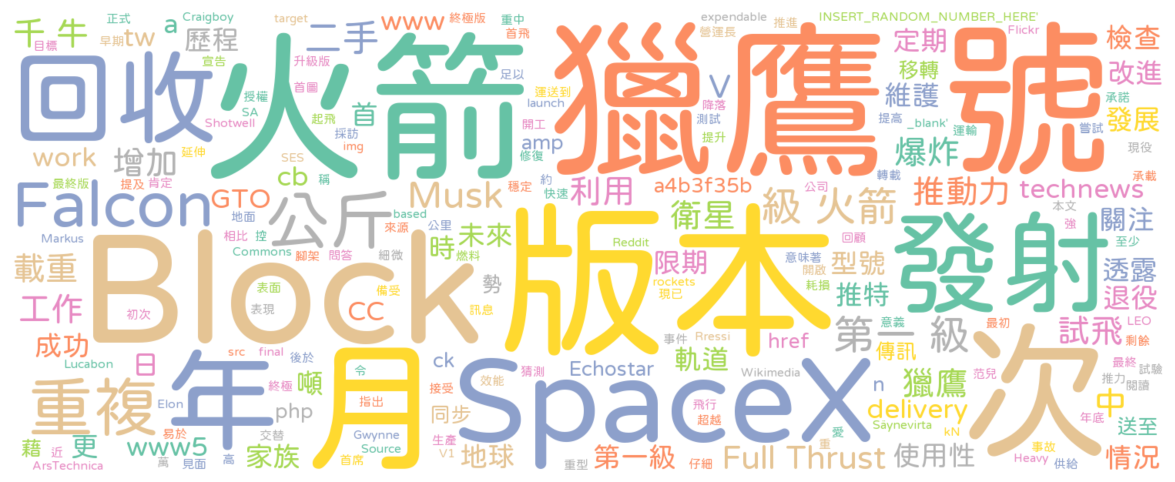 千 牛 正式 Craigboy target 終極版 重中 expendable INSERT_RANDOM_NUMBER_HERE'
目標 早期 tw a 歷程 二手 www 首飛 營運長 推進 Flickr 定期 檢查
回收 火箭 獵鷹 號
宣告 升級版 足以 V 移轉 改進
授權 首圖 運送到 launch 降落 維護 承諾
SA Shotwell 起飛 首 採訪 開工 測試 提高 _blank' 運輸 嘗試 發展
延伸 img amp 提升 爆炸 現役
work 增加 SES 修復 轉載 承載
最終版 提及 肯定 cb 稱 穩定 約 快速 利用 a4b3f35b 公司 推動力 technews
Falcon GTO 公斤 Musk 衛星 級 火箭 本文
地面 based 來源 公里 未來 回顧 強 關注
Markus 相比 控 問答 時 燃料 Reddit 發射 至少
Commons 腳架 細微 限期 意味著 型號
載重 Block 版本 透露
表面 備受 勢 rockets 開啟 耗損 推特 退役
工作 初次 表現 CC 訊息 現已 第一 級 意義 最初 試飛 LEO
成功 日 Rressi 事件 href 傳訊 剩餘
Lucabon src final 後於 ck 軌道 范兒 最終 試驗
重複 年 月 SpaceX 次
噸 令 接受 效能 猜測 Echostar Wikimedia n 獵鷹 推力 閱讀
終極 指出 delivery 中
Elon php 同步 飛行 Säynevirta 年底 送至
藉 近 更 www5 易於 交替 Gwynne 生產 超越 愛 kN
ArsTechnica 萬 見面 高 家族 首席 Source V1 地球 重型 第一級 仔細 Full Thrust 重 使用性 事故 Heavy 供給 情況